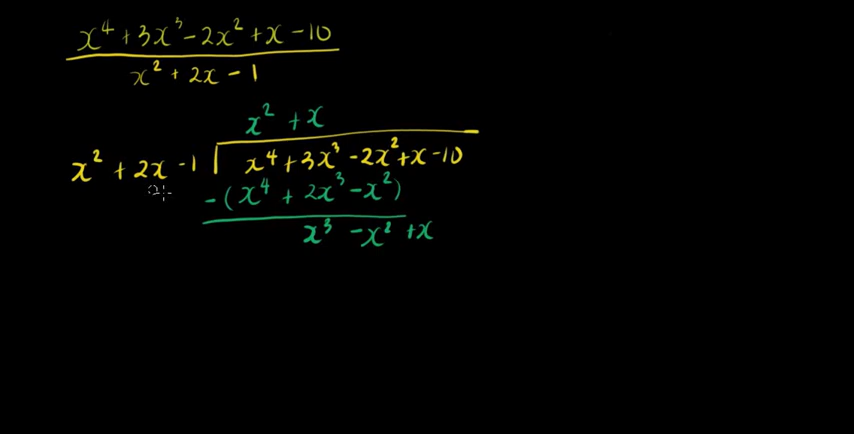 x⁴ + 3x³ - 2x² + x - 10
x² + 2x - 1
x² + x
x² + 2x - 1 x⁴ + 3x³ - 2x² + x - 10
- (x⁴ + 2x³ - x²)
x³ - x² + x